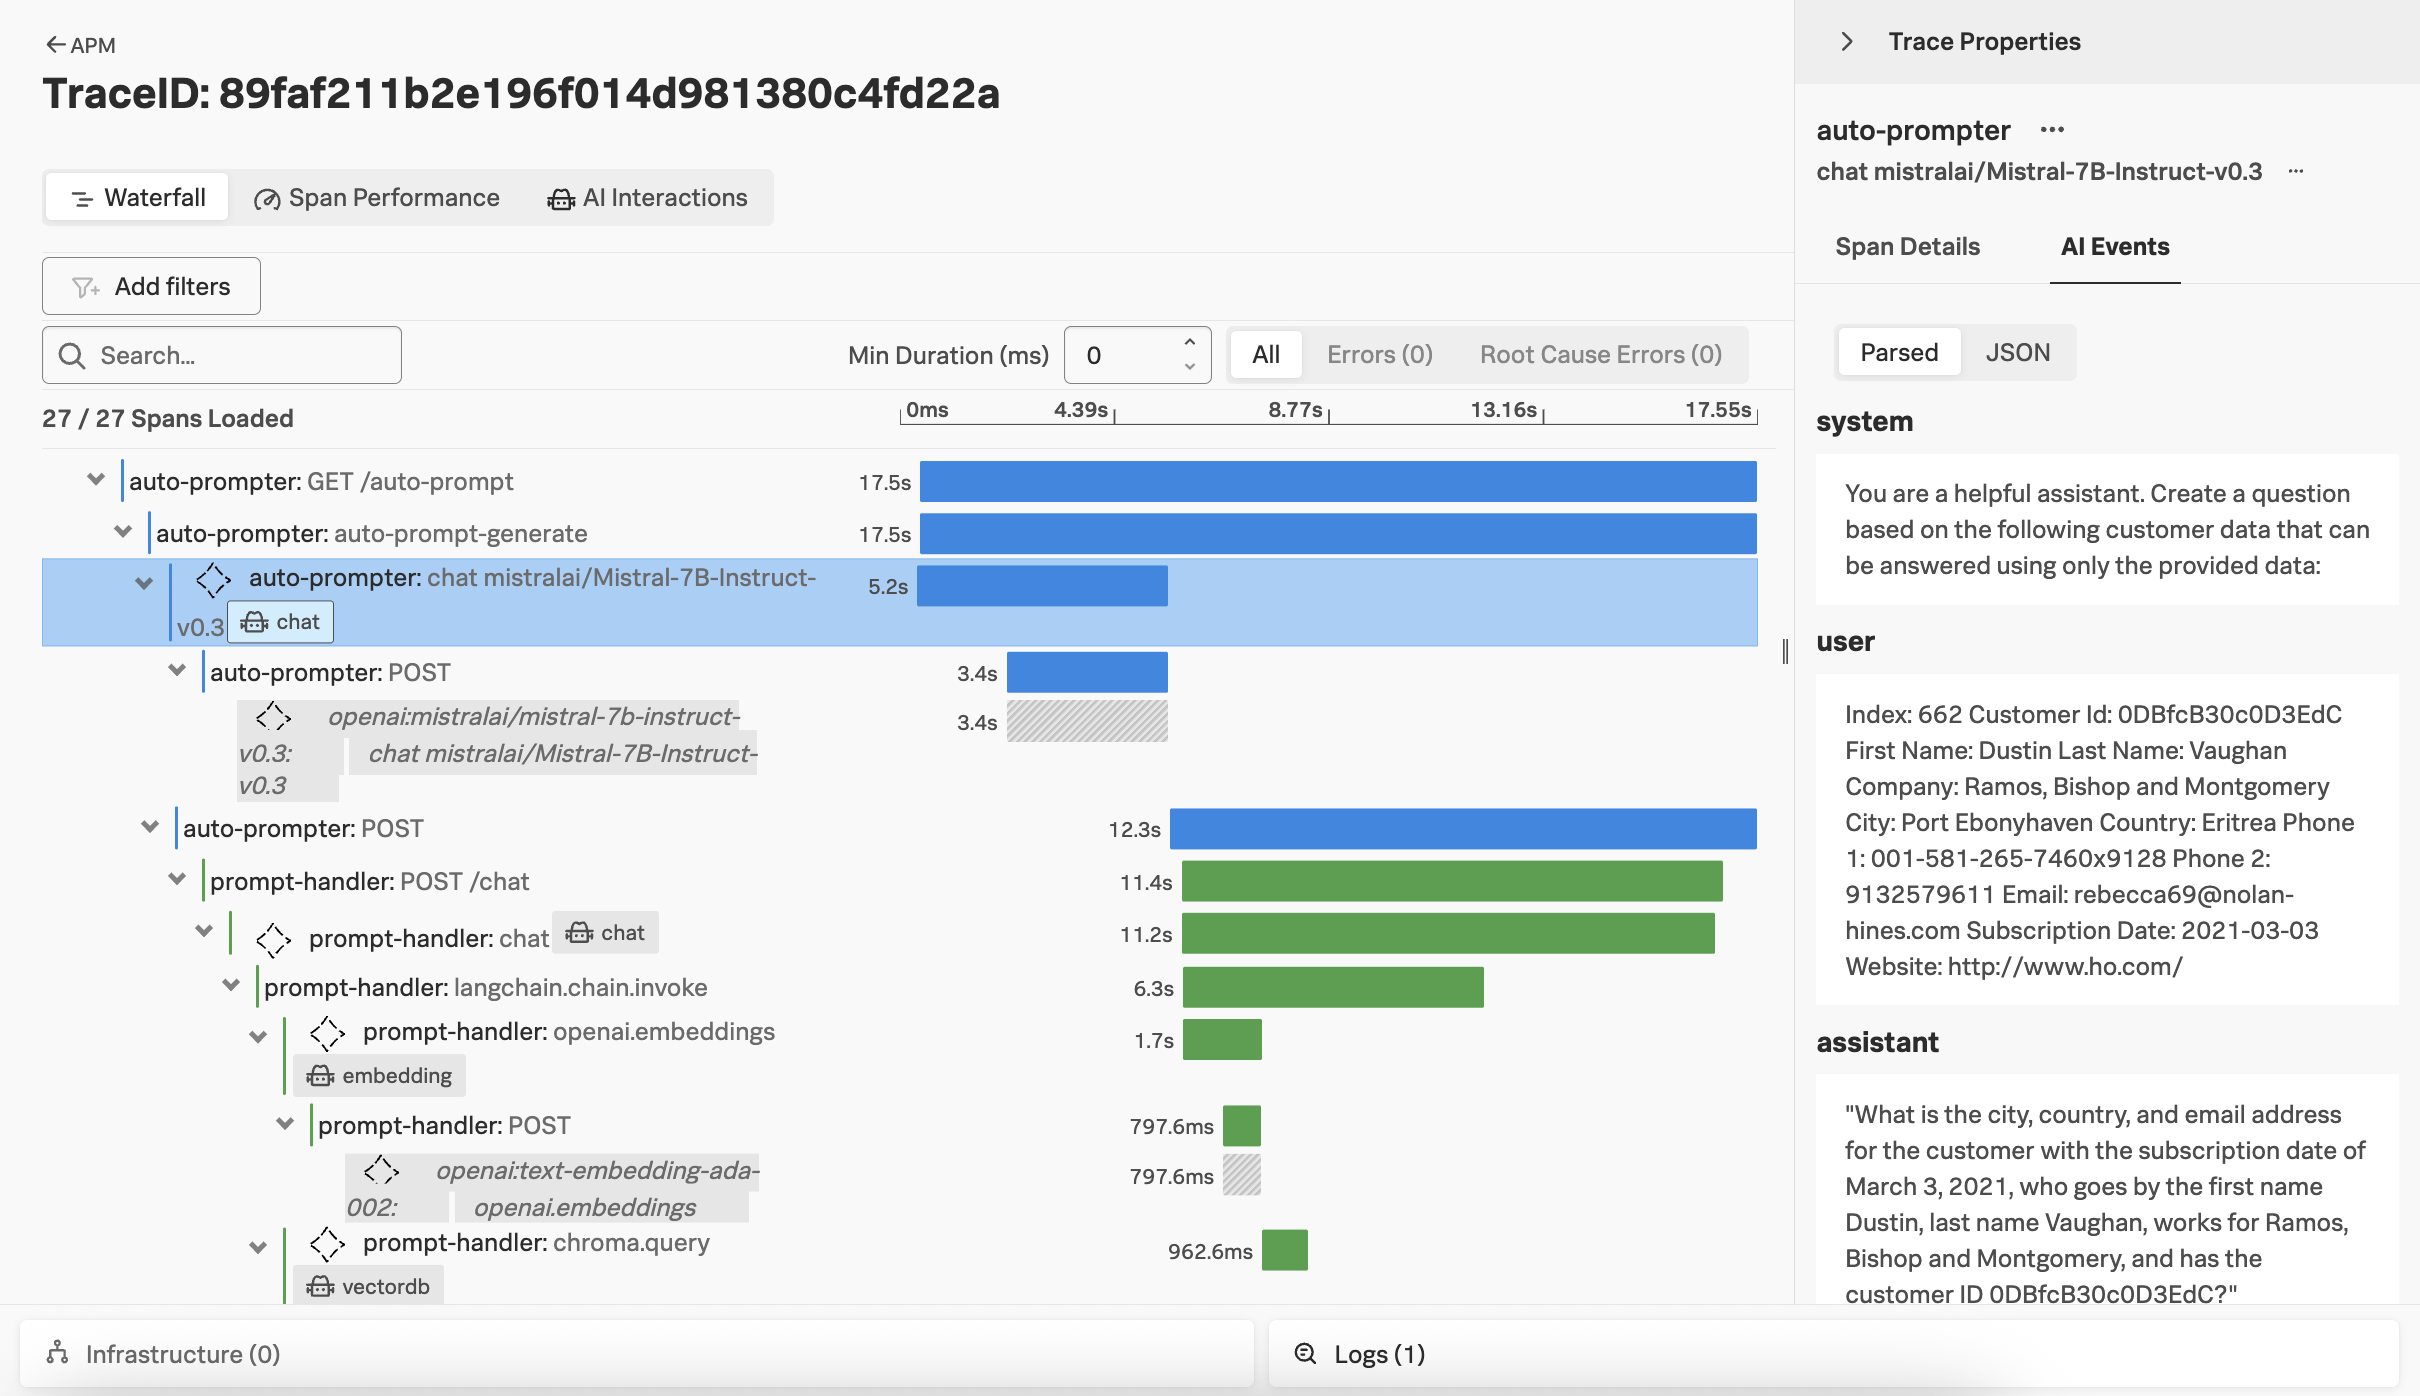 APM
TraceID: 89faf211b2e196f014d981380c4fd22a
Waterfall
Span Performance
AI Interactions
Add filters
Search...
Min Duration (ms)
0
All
Errors (0)
Root Cause Errors (0)
27 / 27 Spans Loaded
0ms
4.39s
8.77s
13.16s
17.55s
auto-prompter: GET /auto-prompt
17.5s
auto-prompter: auto-prompt-generate
17.5s
auto-prompter: chat mistralai/Mistral-7B-Instruct-
5.2s
v0.3
chat
auto-prompter: POST
3.4s
openai:mistralai/mistral-7b-instruct-
3.4s
v0.3: chat mistralai/Mistral-7B-Instruct-
v0.3
auto-prompter: POST
12.3s
prompt-handler: POST /chat
11.4s
prompt-handler: chat
chat
11.2s
prompt-handler: langchain.chain.invoke
6.3s
prompt-handler: openai.embeddings
1.7s
embedding
prompt-handler: POST
797.6ms
openai:text-embedding-ada-
797.6ms
002: openai.embeddings
prompt-handler: chroma.query
962.6ms
vectordb
Infrastructure (0)
Logs (1)
Trace Properties
auto-prompter ...
chat mistralai/Mistral-7B-Instruct-v0.3 ...
Span Details
AI Events
Parsed
JSON
system
You are a helpful assistant. Create a question
based on the following customer data that can
be answered using only the provided data:
user
Index: 662 Customer Id: 0DBfcB30c0D3EdC
First Name: Dustin Last Name: Vaughan
Company: Ramos, Bishop and Montgomery
City: Port Ebonyhaven Country: Eritrea Phone
1: 001-581-265-7460x9128 Phone 2:
9132579611 Email: rebecca69@nolan-
hines.com Subscription Date: 2021-03-03
Website: http://www.ho.com/
assistant
"What is the city, country, and email address
for the customer with the subscription date of
March 3, 2021, who goes by the first name
Dustin, last name Vaughan, works for Ramos,
Bishop and Montgomery, and has the
customer ID 0DBfcB30c0D3EdC?"